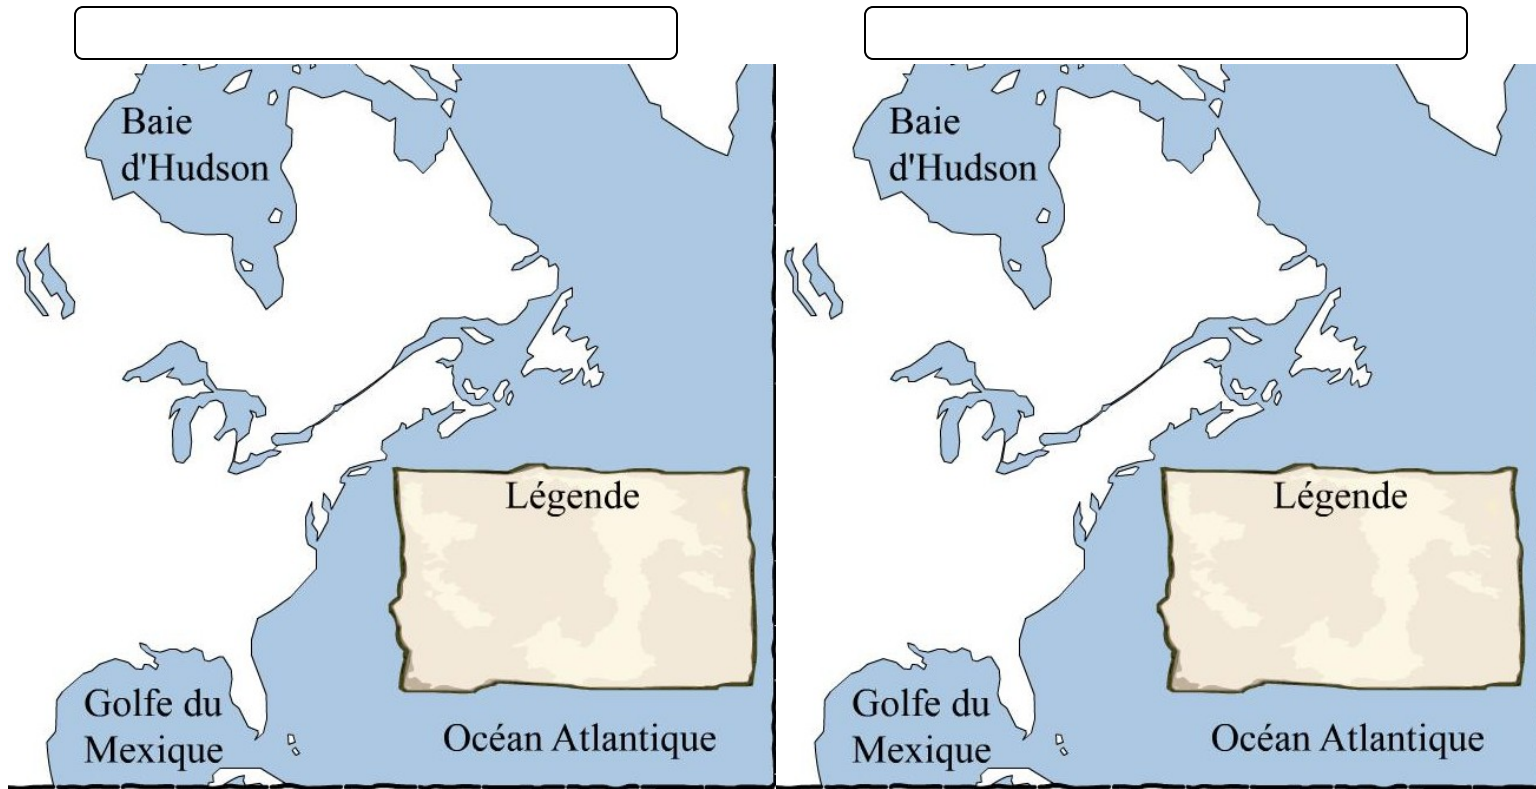 Baie
d'Hudson
Légende
Golfe du
Mexique
Océan Atlantique
Baie
d'Hudson
Légende
Golfe du
Mexique
Océan Atlantique